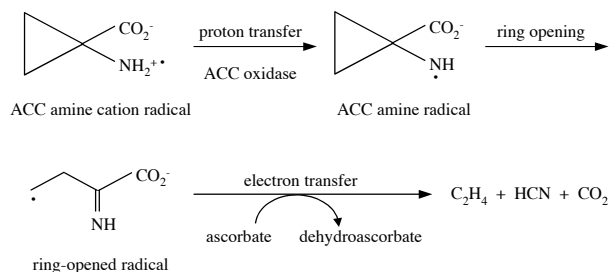 CO₂⁻
NH₂⁺•
ACC amine cation radical
proton transfer
ACC oxidase
CO₂⁻
NH
•
ACC amine radical
ring opening
•
CO₂⁻
NH
ring-opened radical
electron transfer
ascorbate dehydroascorbate
C₂H₄ + HCN + CO₂